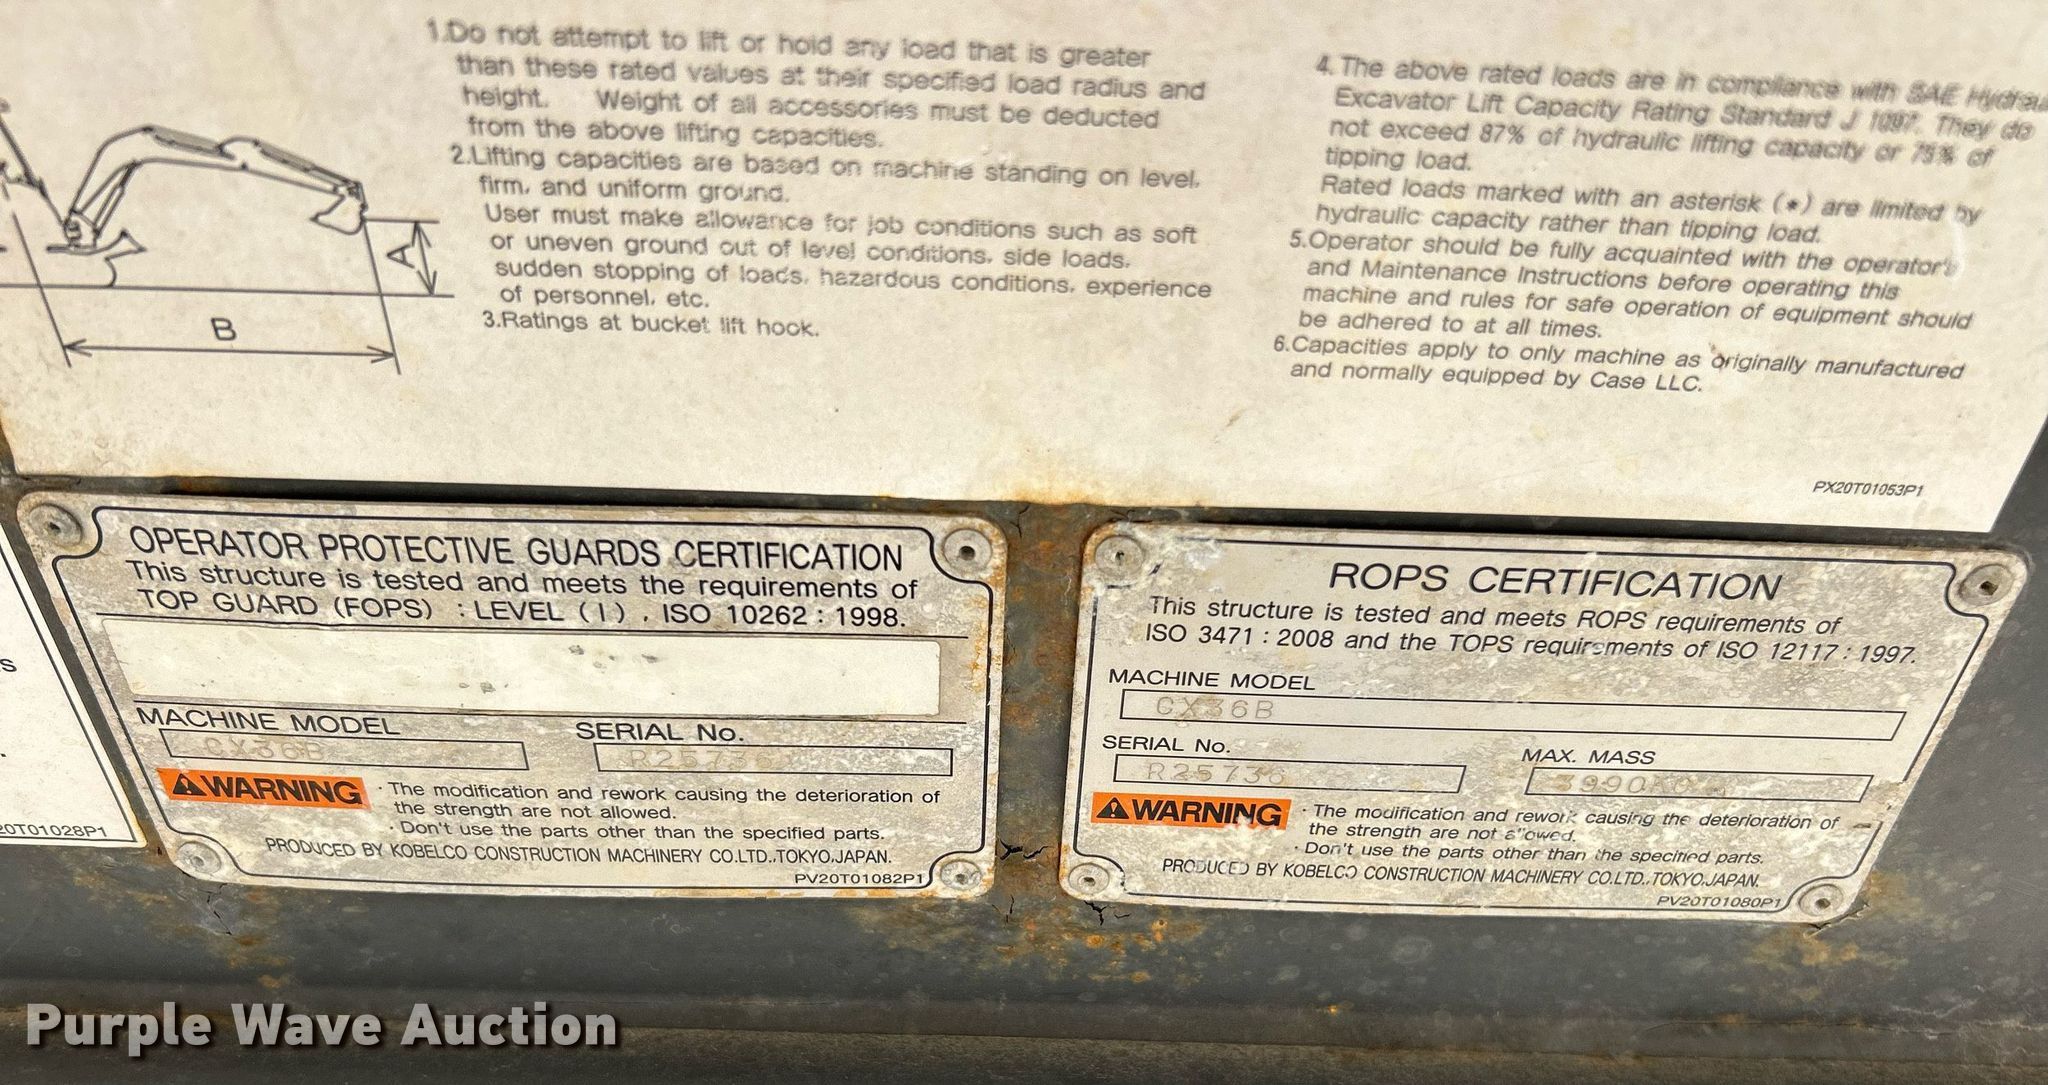 1.Do not attempt to lift or hold any load that is greater
than these rated values at their specified load radius and
height. Weight of all accessories must be deducted
from the above lifting capacities.
2.Lifting capacities are based on machine standing on level,
firm, and uniform ground.
User must make allowance for job conditions such as soft
or uneven ground out of level conditions, side loads,
sudden stopping of loads, hazardous conditions, experience
of personnel, etc.
3.Ratings at bucket lift hook.
A
B
4.The above rated loads are in compliance with SAE
Excavator Lift Capacity Rating Standard J 1097. They do
not exceed 87% of hydraulic lifting capacity or 75% of
tipping load.
Rated loads marked with an asterisk (*) are limited by
hydraulic capacity rather than tipping load.
5.Operator should be fully acquainted with the operator's
and Maintenance Instructions before operating this
machine and rules for safe operation of equipment should
be adhered to at all times.
6.Capacities apply to only machine as originally manufactured
and normally equipped by Case LLC.
PX20T01053P1
20T01028P1
OPERATOR PROTECTIVE GUARDS CERTIFICATION
This structure is tested and meets the requirements of
TOP GUARD (FOPS) : LEVEL (I) , ISO 10262 : 1998.
MACHINE MODEL SERIAL No.
CX36B R25736
WARNING
· The modification and rework causing the deterioration of
the strength are not allowed.
· Don't use the parts other than the specified parts.
PRODUCED BY KOBELCO CONSTRUCTION MACHINERY CO.LTD.,TOKYO,JAPAN.
PV20T01082P1
ROPS CERTIFICATION
This structure is tested and meets ROPS requirements of
ISO 3471 : 2008 and the TOPS requirements of ISO 12117 : 1997.
MACHINE MODEL
CX36B
SERIAL No. MAX. MASS
R25736 3990KG
WARNING
· The modification and rework causing the deterioration of
the strength are not allowed.
· Don't use the parts other than the specified parts.
PRODUCED BY KOBELCO CONSTRUCTION MACHINERY CO.LTD.,TOKYO,JAPAN.
PV20T01080P1
Purple Wave Auction